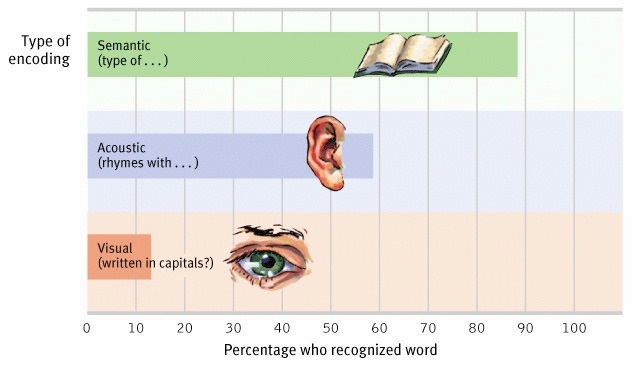 Type of
encoding
Semantic
(type of . . .)
Acoustic
(rhymes with . . .)
Visual
(written in capitals?)
0 10 20 30 40 50 60 70 80 90 100
Percentage who recognized word